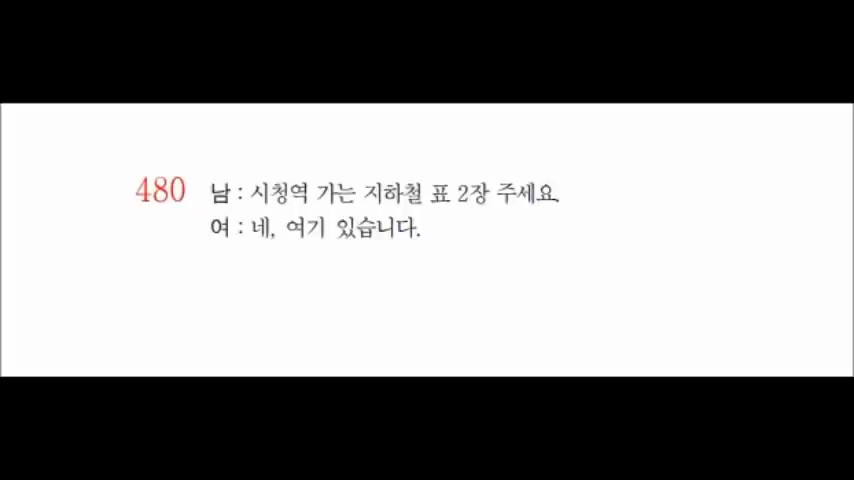 480 남 : 시청역 가는 지하철 표 2장 주세요.
여 : 네, 여기 있습니다.